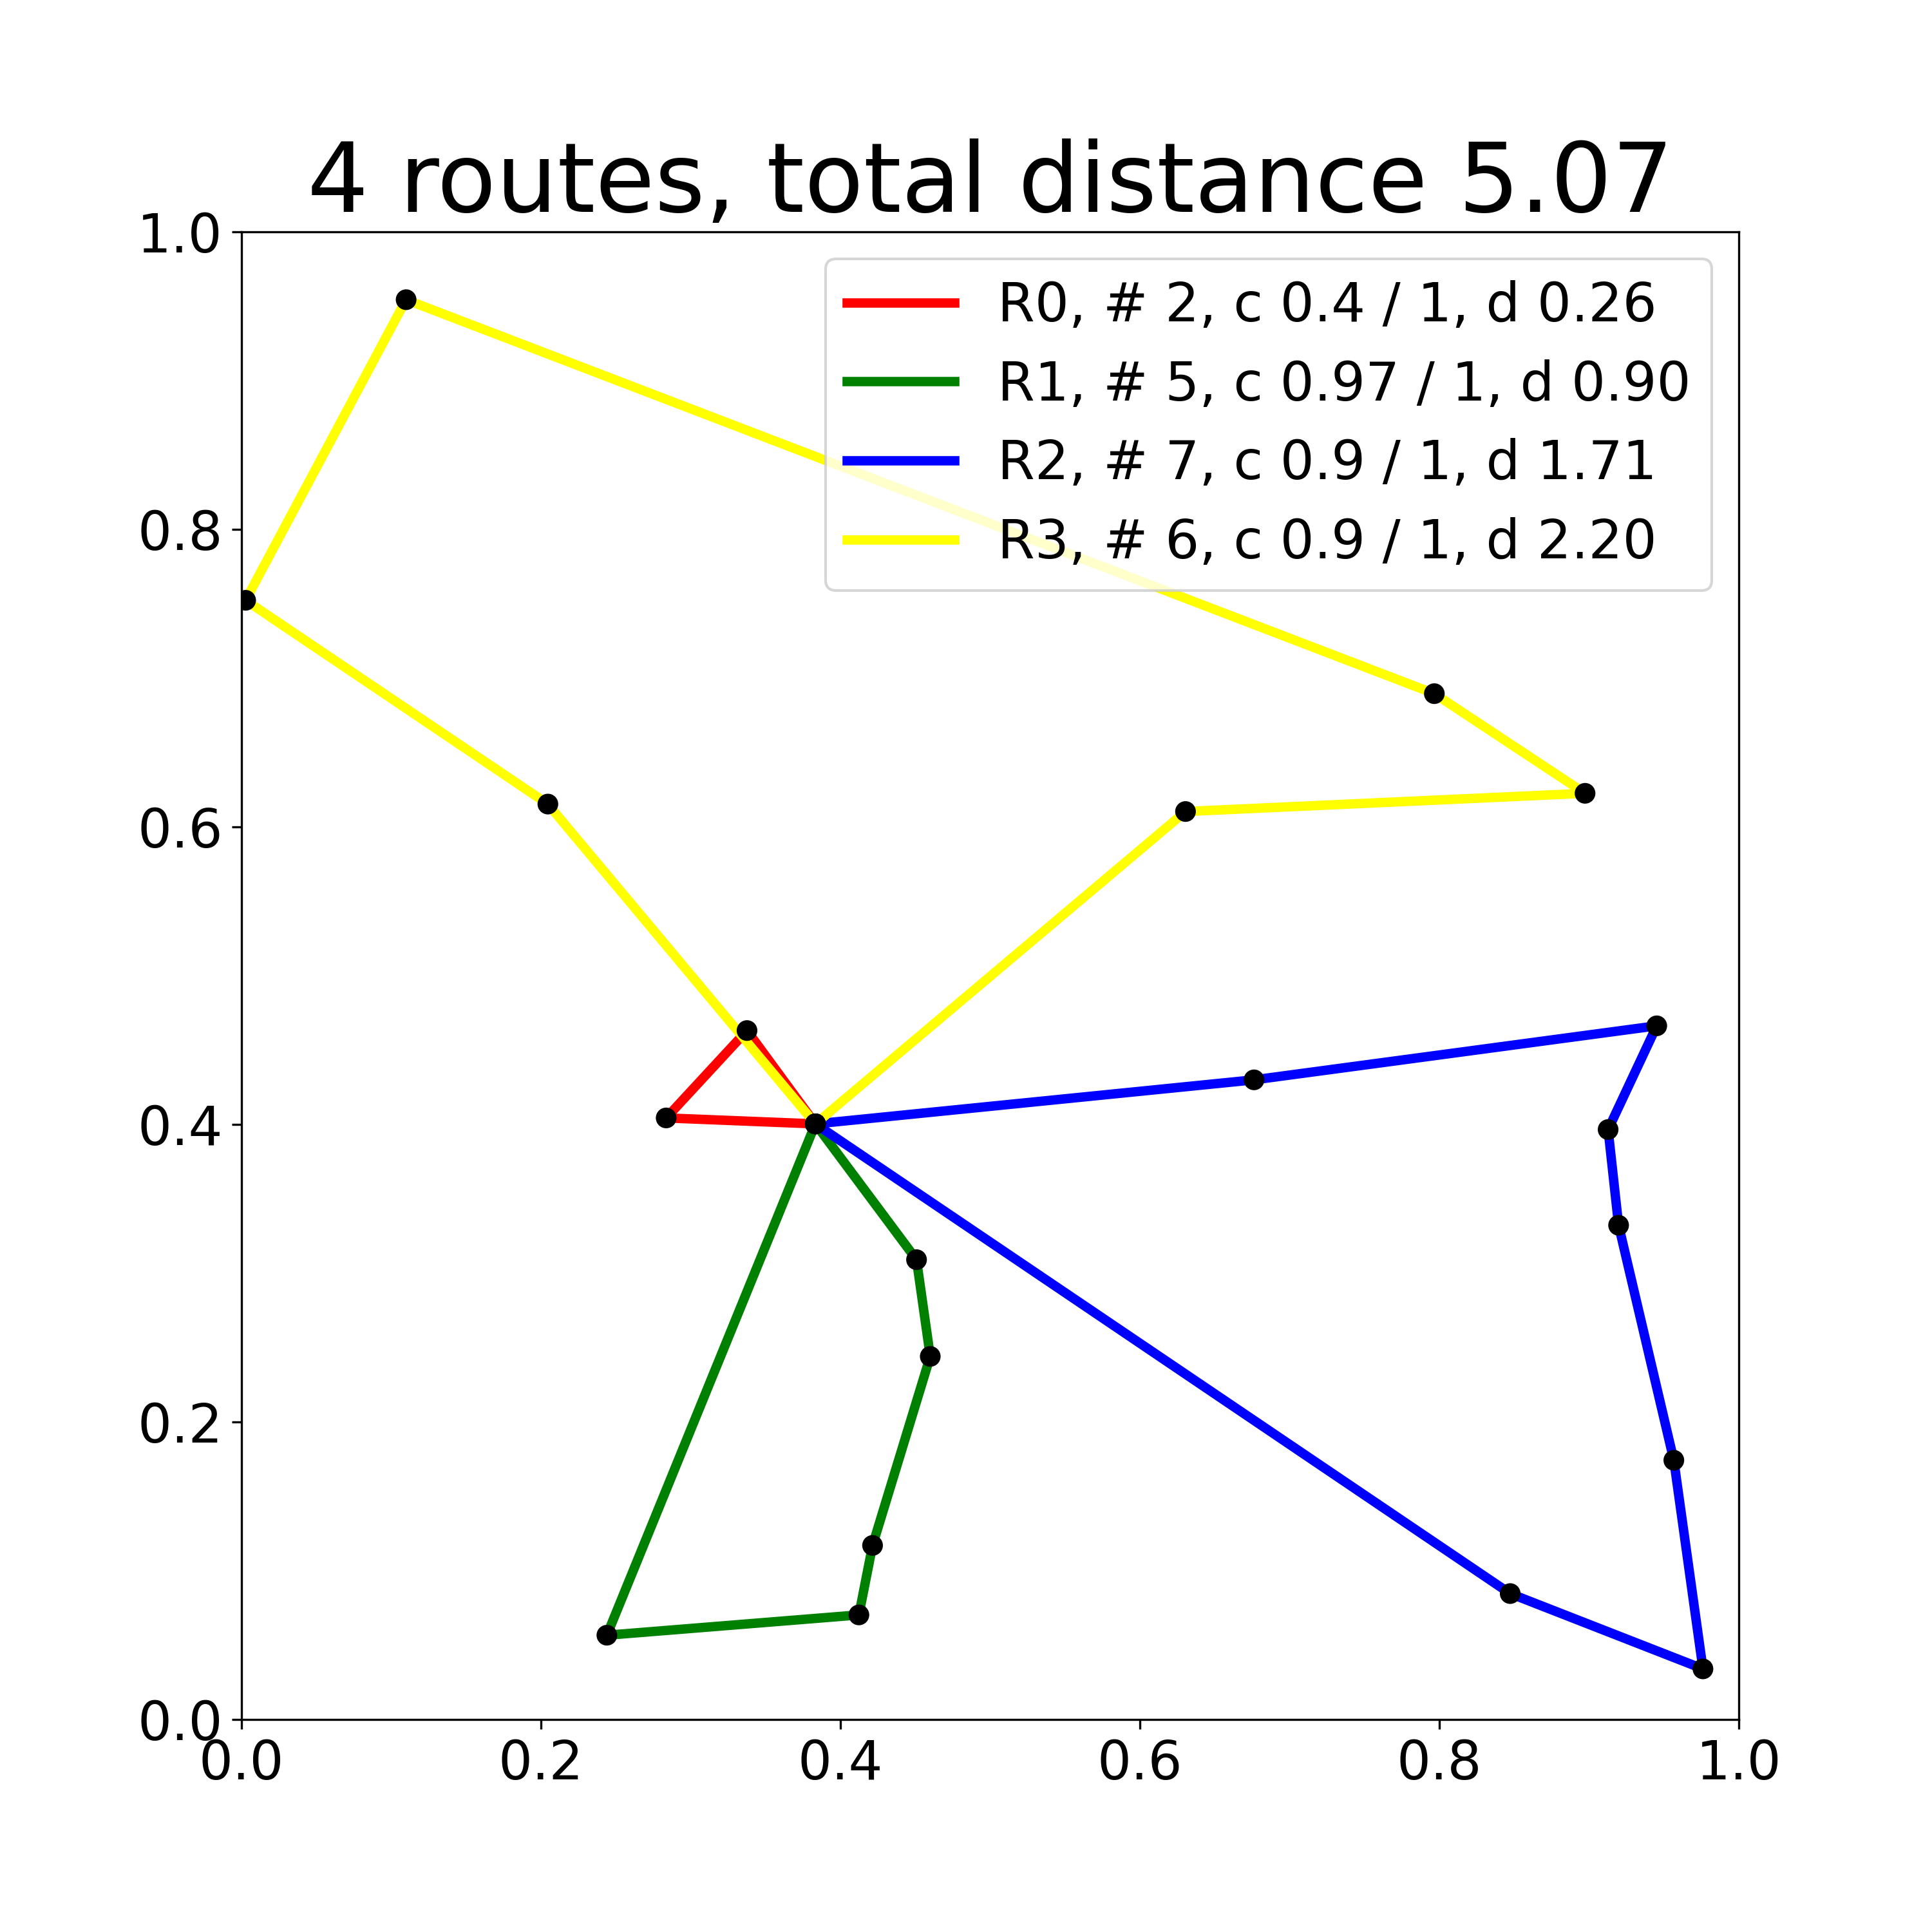 4 routes, total distance 5.07
R0, # 2, c 0.4 / 1, d 0.26
R1, # 5, c 0.97 / 1, d 0.90
R2, # 7, c 0.9 / 1, d 1.71
R3, # 6, c 0.9 / 1, d 2.20
1.0
0.8
0.6
0.4
0.2
0.0
0.0 0.2 0.4 0.6 0.8 1.0